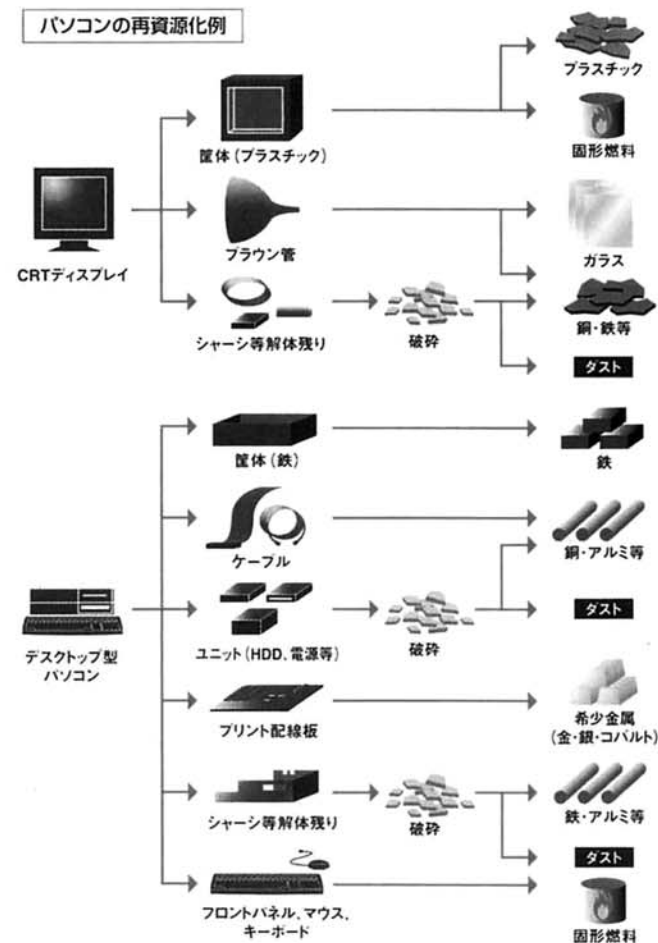 パソコンの再資源化例
プラスチック
筐体(プラスチック)
固形燃料
CRTディスプレイ
ブラウン管
ガラス
シャーシ等解体残り
破砕
銅・鉄等
ダスト
筐体(鉄)
鉄
ケーブル
銅・アルミ等
デスクトップ型
パソコン
ユニット(HDD、電源等)
破砕
ダスト
プリント配線板
希少金属
(金・銀・コバルト)
シャーシ等解体残り
破砕
鉄・アルミ等
ダスト
フロントパネル、マウス、
キーボード
固形燃料